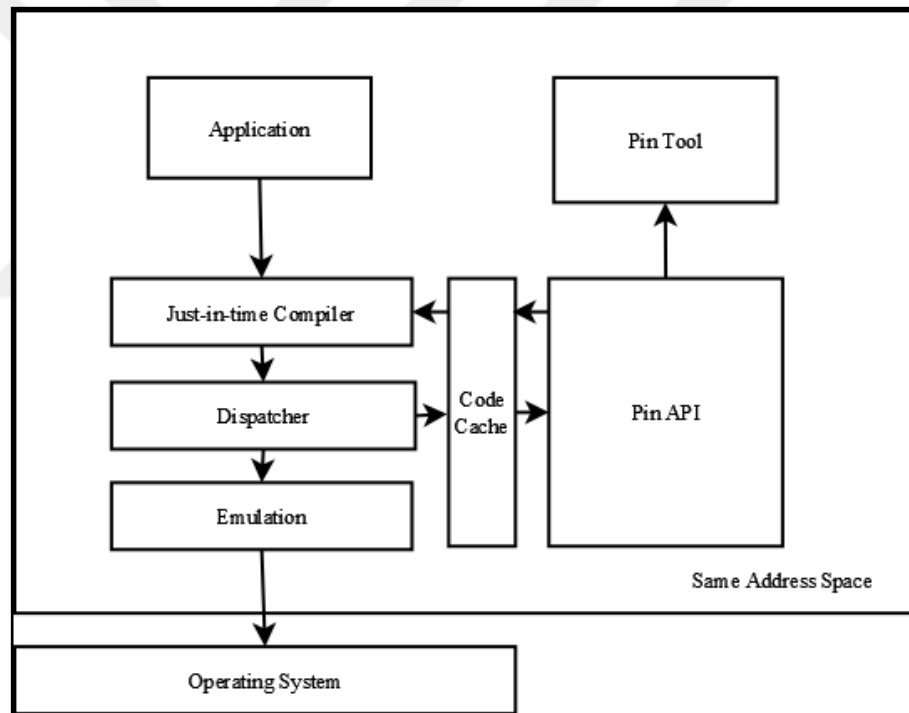 Application
Pin Tool
Just-in-time Compiler
Dispatcher
Code
Cache
Pin API
Emulation
Same Address Space
Operating System